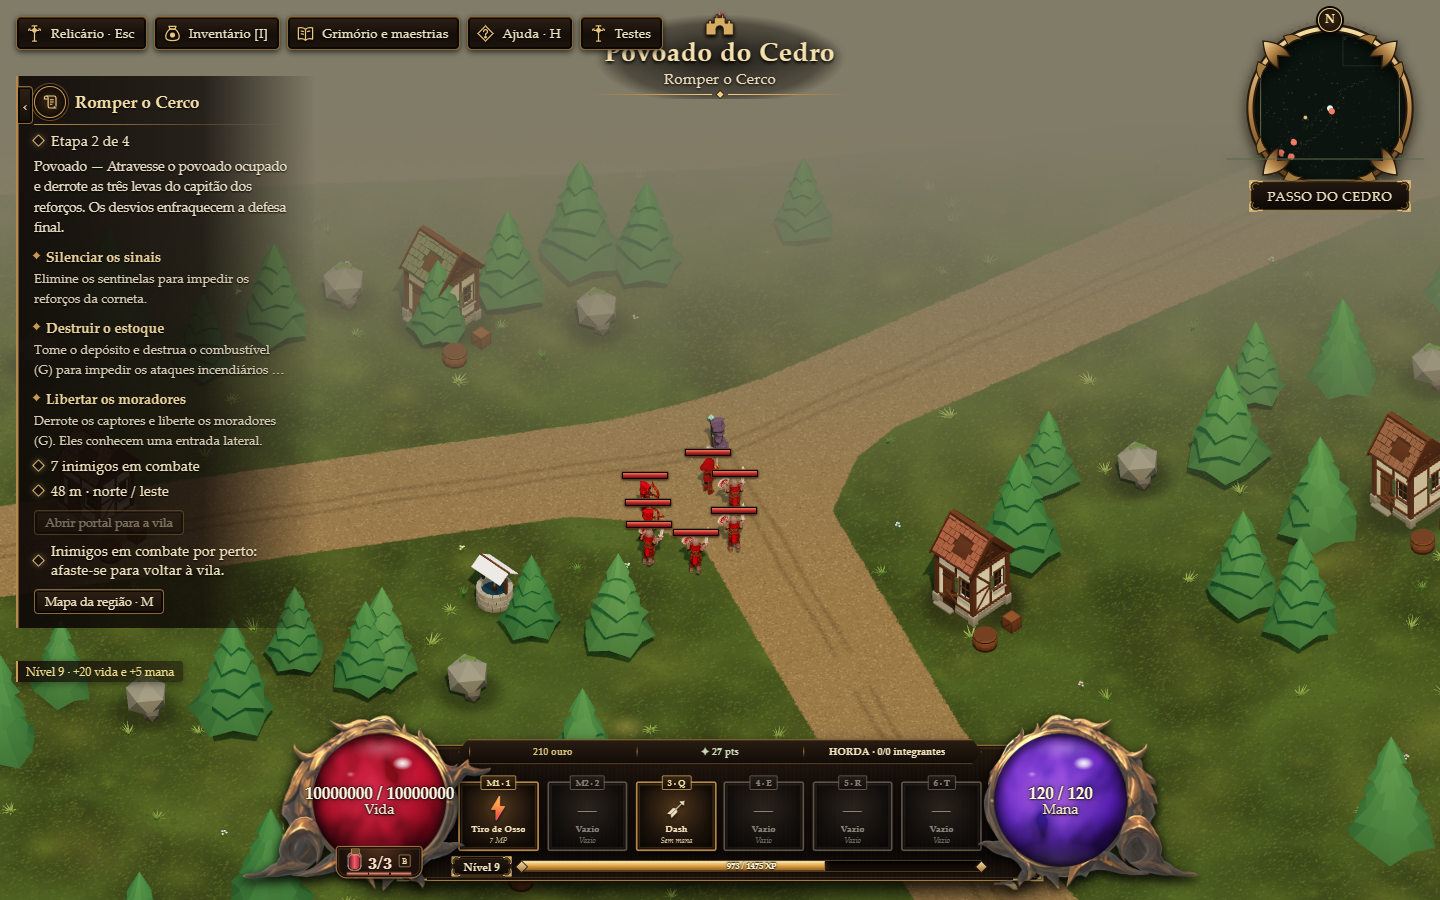 Relicário · Esc
Inventário [I]
Grimório e maestrias
Ajuda · H
Testes
Povoado do Cedro
Romper o Cerco
N
PASSO DO CEDRO
‹
Romper o Cerco
Etapa 2 de 4
Povoado — Atravesse o povoado ocupado
e derrote as três levas do capitão dos
reforços. Os desvios enfraquecem a defesa
final.
Silenciar os sinais
Elimine os sentinelas para impedir os
reforços da corneta.
Destruir o estoque
Tome o depósito e destrua o combustível
(G) para impedir os ataques incendiários ...
Libertar os moradores
Derrote os captores e liberte os moradores
(G). Eles conhecem uma entrada lateral.
7 inimigos em combate
48 m · norte / leste
Abrir portal para a vila
Inimigos em combate por perto:
afaste-se para voltar à vila.
Mapa da região · M
Nível 9 · +20 vida e +5 mana
210 ouro
27 pts
HORDA · 0/0 integrantes
10000000 / 10000000
Vida
3/3
B
M1 · 1
Tiro de Osso
7 MP
M2 · 2
Vazio
Vazio
3 · Q
Dash
Sem mana
4 · E
Vazio
Vazio
5 · R
Vazio
Vazio
6 · T
Vazio
Vazio
120 / 120
Mana
Nível 9
973 / 1475 XP